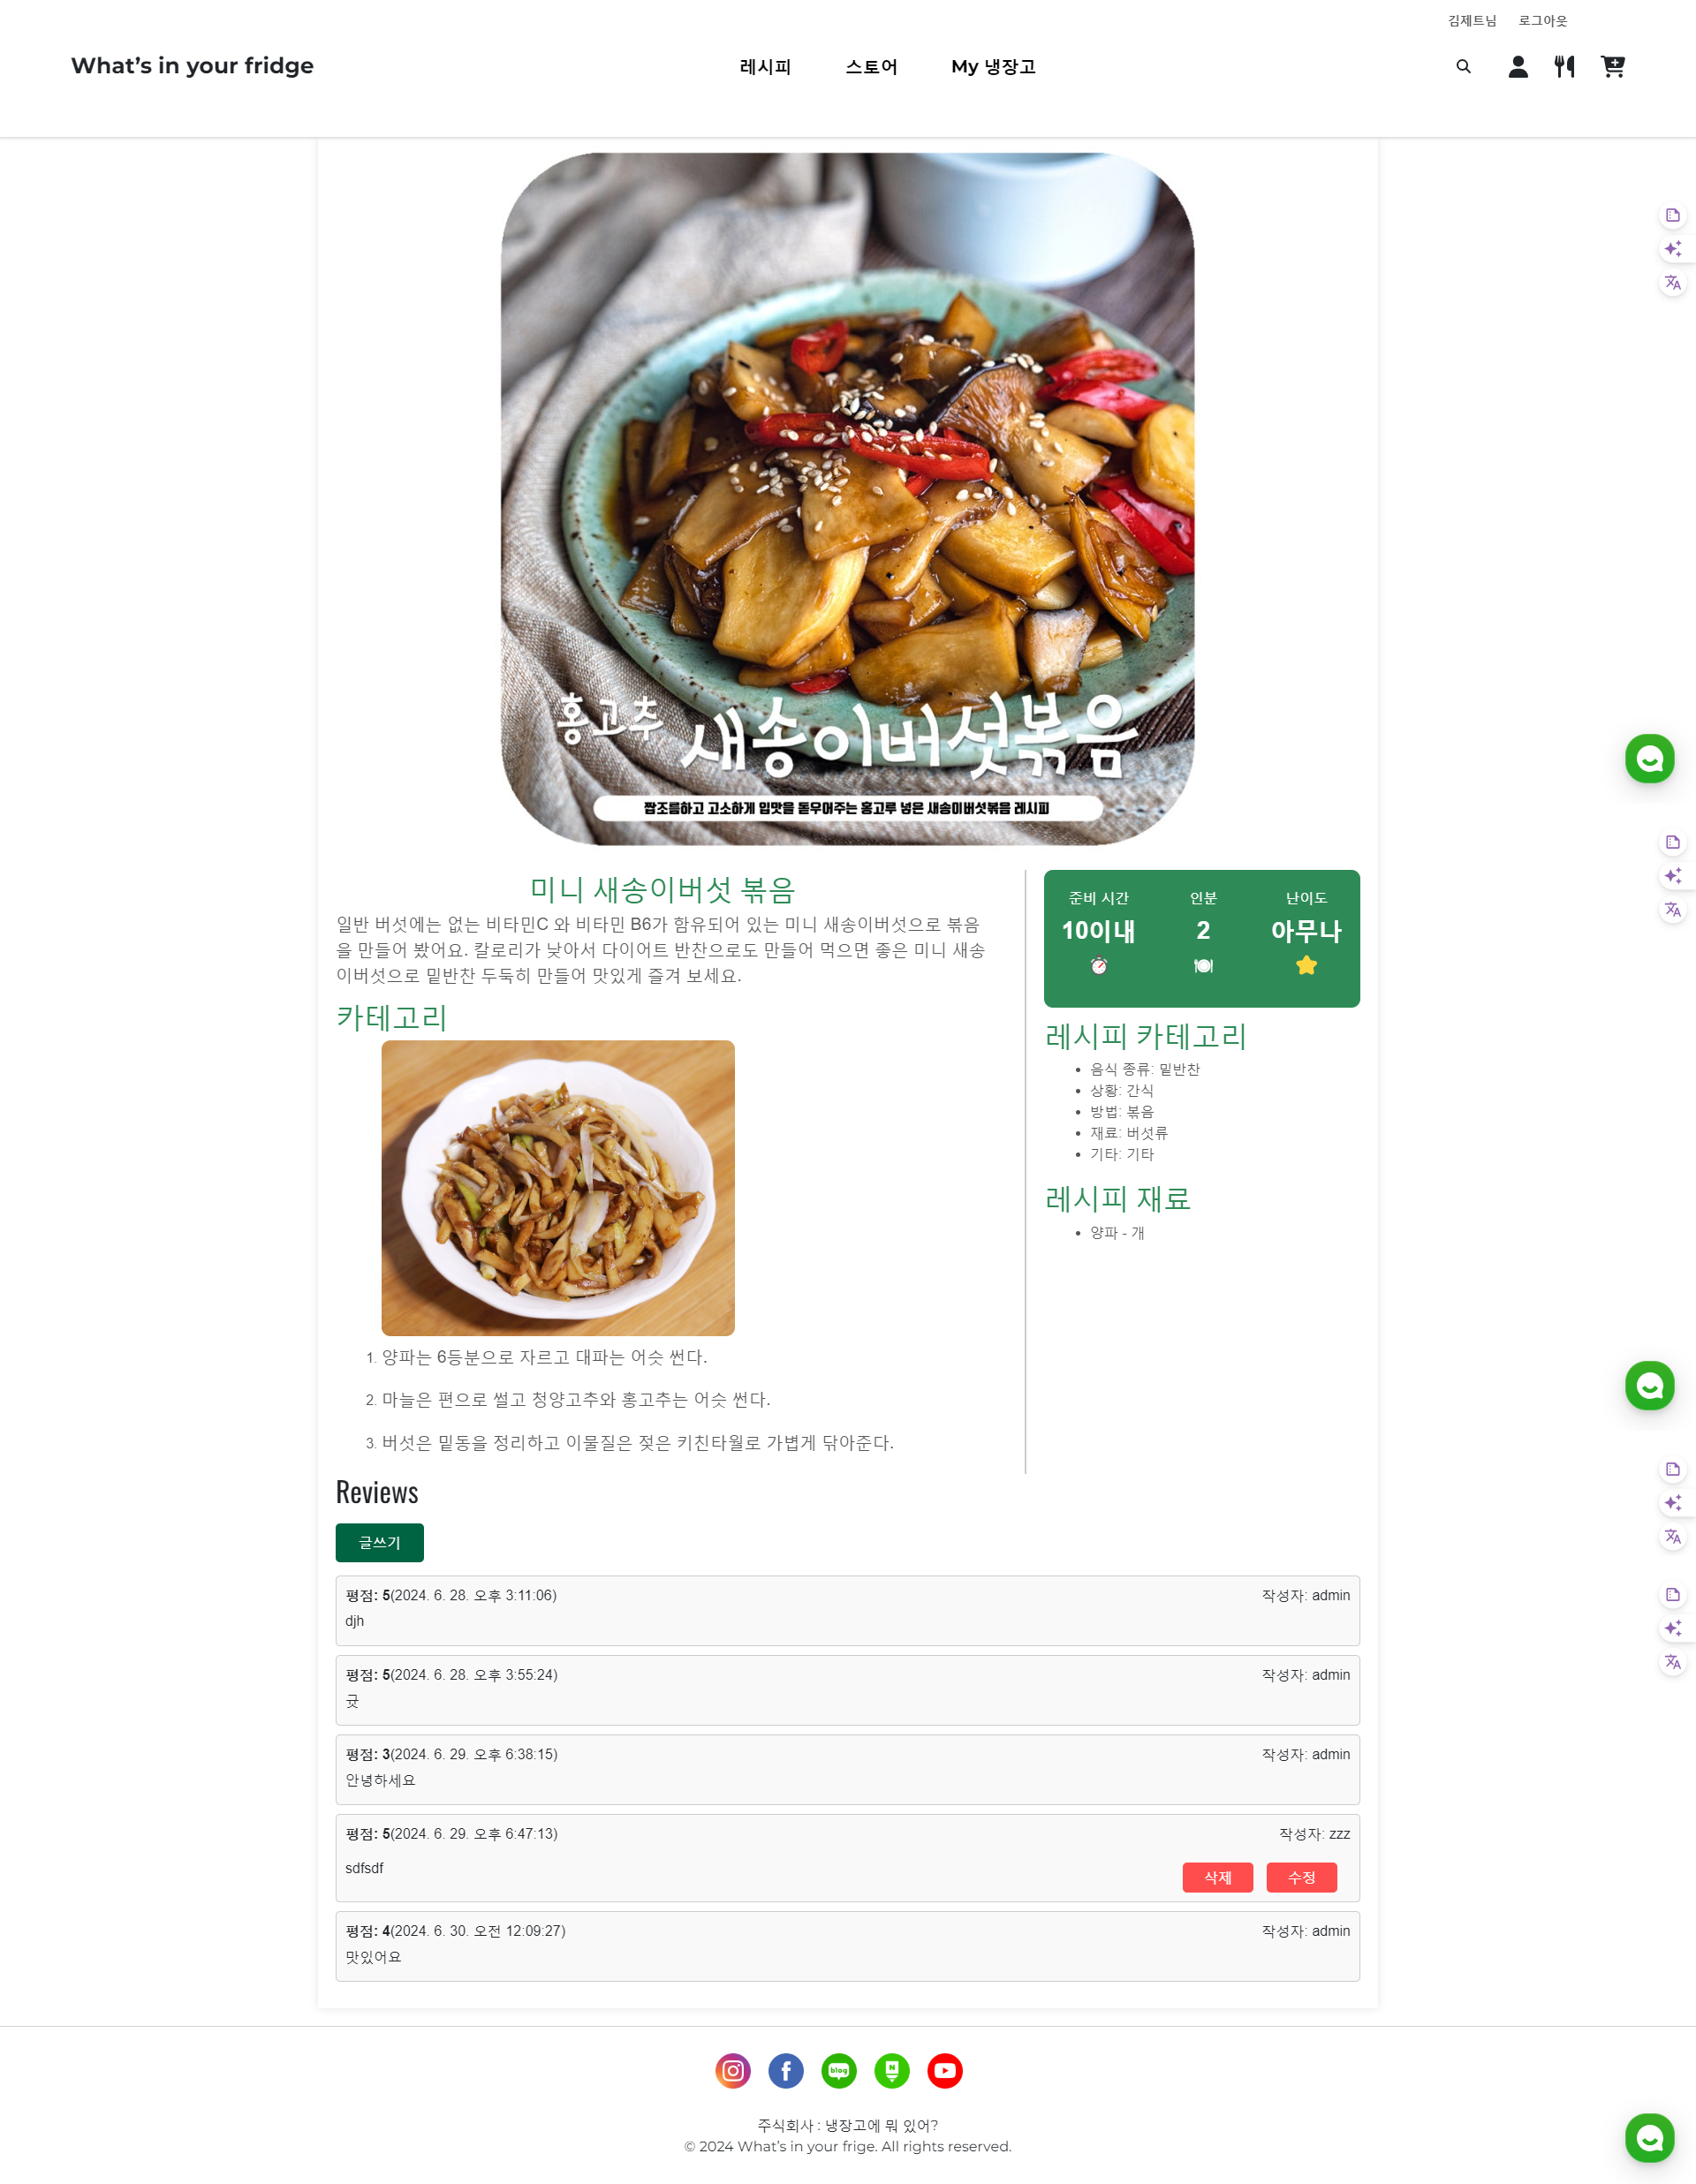 김제트님 로그아웃
What's in your fridge 레시피 스토어 My 냉장고
홍고추 새송이버섯볶음
짭조름하고 고소하게 입맛을 돋우어주는 홍고루 넣은 새송이버섯볶음 레시피
미니 새송이버섯 볶음
일반 버섯에는 없는 비타민C 와 비타민 B6가 함유되어 있는 미니 새송이버섯으로 볶음
을 만들어 봤어요. 칼로리가 낮아서 다이어트 반찬으로도 만들어 먹으면 좋은 미니 새송
이버섯으로 밑반찬 두둑히 만들어 맛있게 즐겨 보세요.
카테고리
1. 양파는 6등분으로 자르고 대파는 어슷 썬다.
2. 마늘은 편으로 썰고 청양고추와 홍고추는 어슷 썬다.
3. 버섯은 밑동을 정리하고 이물질은 젖은 키친타월로 가볍게 닦아준다.
준비 시간 인분 난이도
10이내 2 아무나
레시피 카테고리
• 음식 종류: 밑반찬
• 상황: 간식
• 방법: 볶음
• 재료: 버섯류
• 기타: 기타
레시피 재료
• 양파 - 개
Reviews
글쓰기
평점: 5(2024. 6. 28. 오후 3:11:06) 작성자: admin
djh
평점: 5(2024. 6. 28. 오후 3:55:24) 작성자: admin
굿
평점: 3(2024. 6. 29. 오후 6:38:15) 작성자: admin
안녕하세요
평점: 5(2024. 6. 29. 오후 6:47:13) 작성자: zzz
sdfsdf 삭제 수정
평점: 4(2024. 6. 30. 오전 12:09:27) 작성자: admin
맛있어요
blog N
주식회사 : 냉장고에 뭐 있어?
© 2024 What's in your frige. All rights reserved.